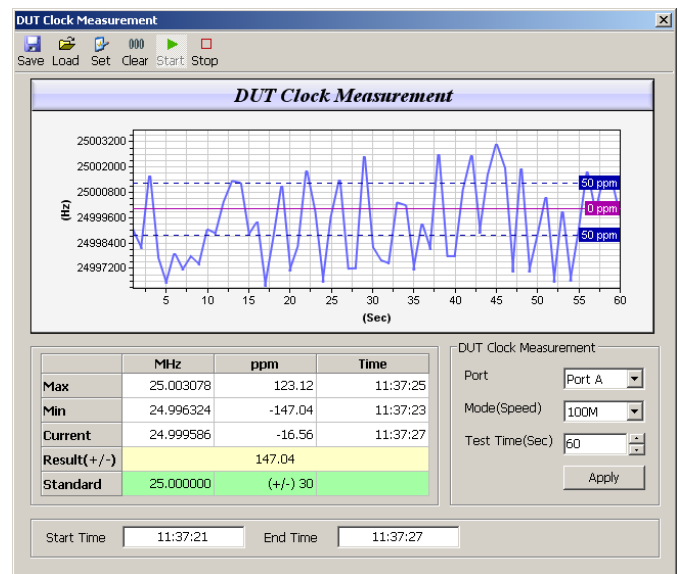 DUT Clock Measurement
Save Load Set Clear Start Stop
000
DUT Clock Measurement
(Hz)
25003200
25002000
25000800
24999600
24998400
24997200
50 ppm
0 ppm
50 ppm
5 10 15 20 25 30 35 40 45 50 55 60
(Sec)
MHz ppm Time
Max 25.003078 123.12 11:37:25
Min 24.996324 -147.04 11:37:23
Current 24.999586 -16.56 11:37:27
Result(+/-) 147.04
Standard 25.000000 (+/-) 30
DUT Clock Measurement
Port Port A
Mode(Speed) 100M
Test Time(Sec) 60
Apply
Start Time 11:37:21 End Time 11:37:27